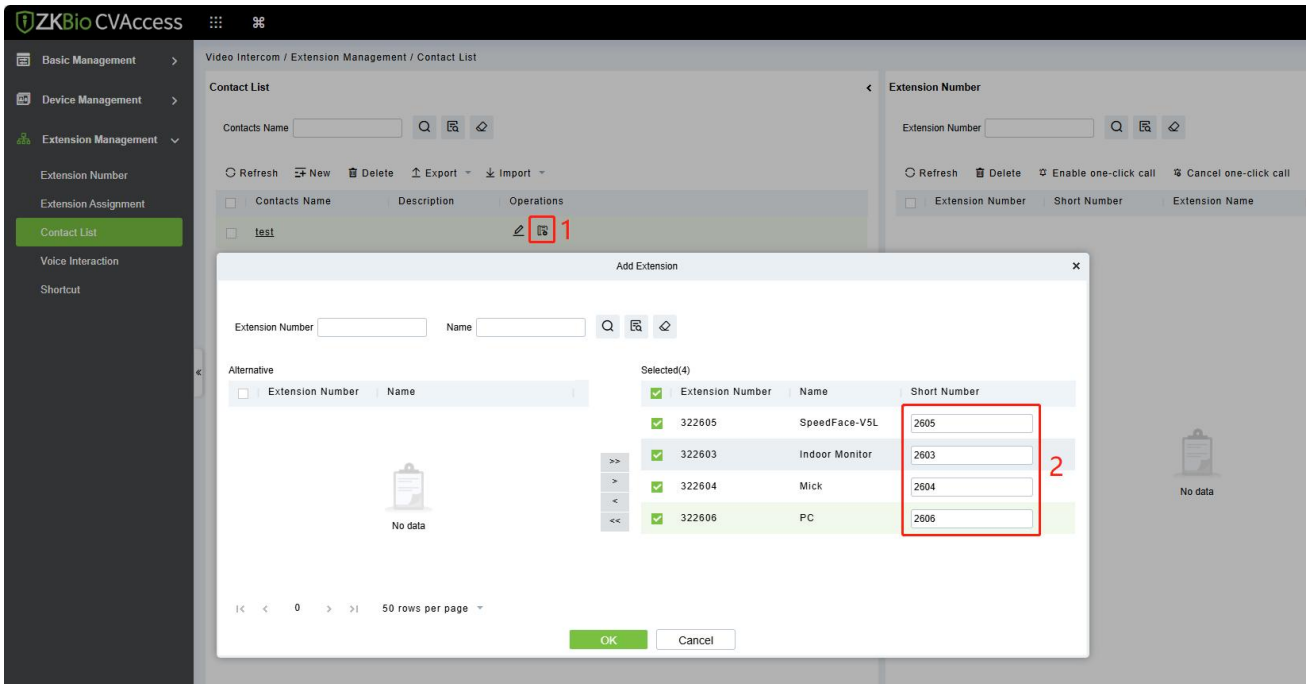 ZKBio CVAccess
Basic Management
Device Management
Extension Management
Extension Number
Extension Assignment
Contact List
Voice Interaction
Shortcut
Video Intercom / Extension Management / Contact List
Contact List
Contacts Name
Refresh New Delete Export Import
Contacts Name Description Operations
test 1
Extension Number
Extension Number
Refresh Delete Enable one-click call Cancel one-click call
Extension Number Short Number Extension Name
No data
Add Extension ×
Extension Number Name
Alternative
Extension Number Name
No data
>>
>
<
<<
Selected(4)
Extension Number Name Short Number
322605 SpeedFace-V5L 2605
322603 Indoor Monitor 2603
322604 Mick 2604
322606 PC 2606
2
|< < 0 > >| 50 rows per page
OK Cancel